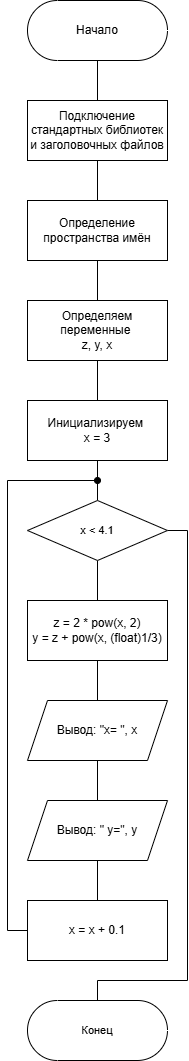 Начало
Подключение
стандартных библиотек
и заголовочных файлов
Определение
пространства имён
Определяем
переменные
z, y, x
Инициализируем
x = 3
x < 4.1
z = 2 * pow(x, 2)
y = z + pow(x, (float)1/3)
Вывод: "x= ", x
Вывод: " y=", y
x = x + 0.1
Конец